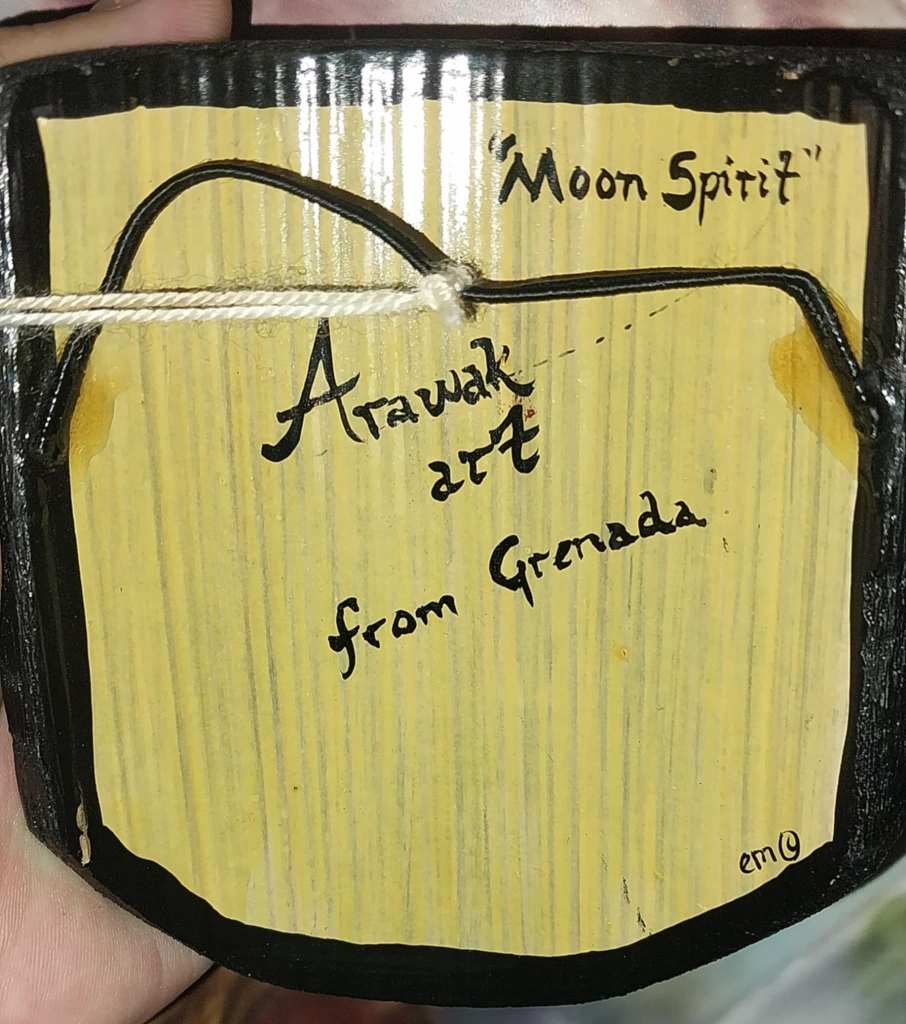 "Moon Spirit"
Arawak
art
from Grenada
em©